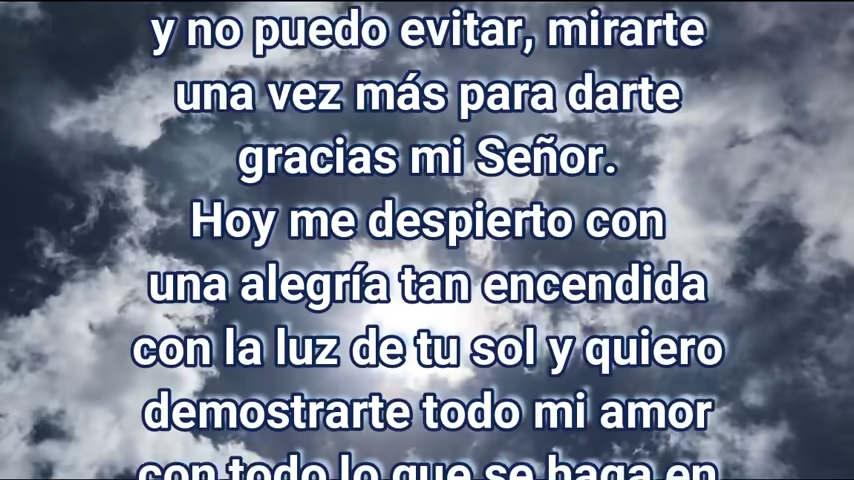 y no puedo evitar, mirarte
una vez más para darte
gracias mi Señor.
Hoy me despierto con
una alegría tan encendida
con la luz de tu sol y quiero
demostrarte todo mi amor
con todo lo que se haga en